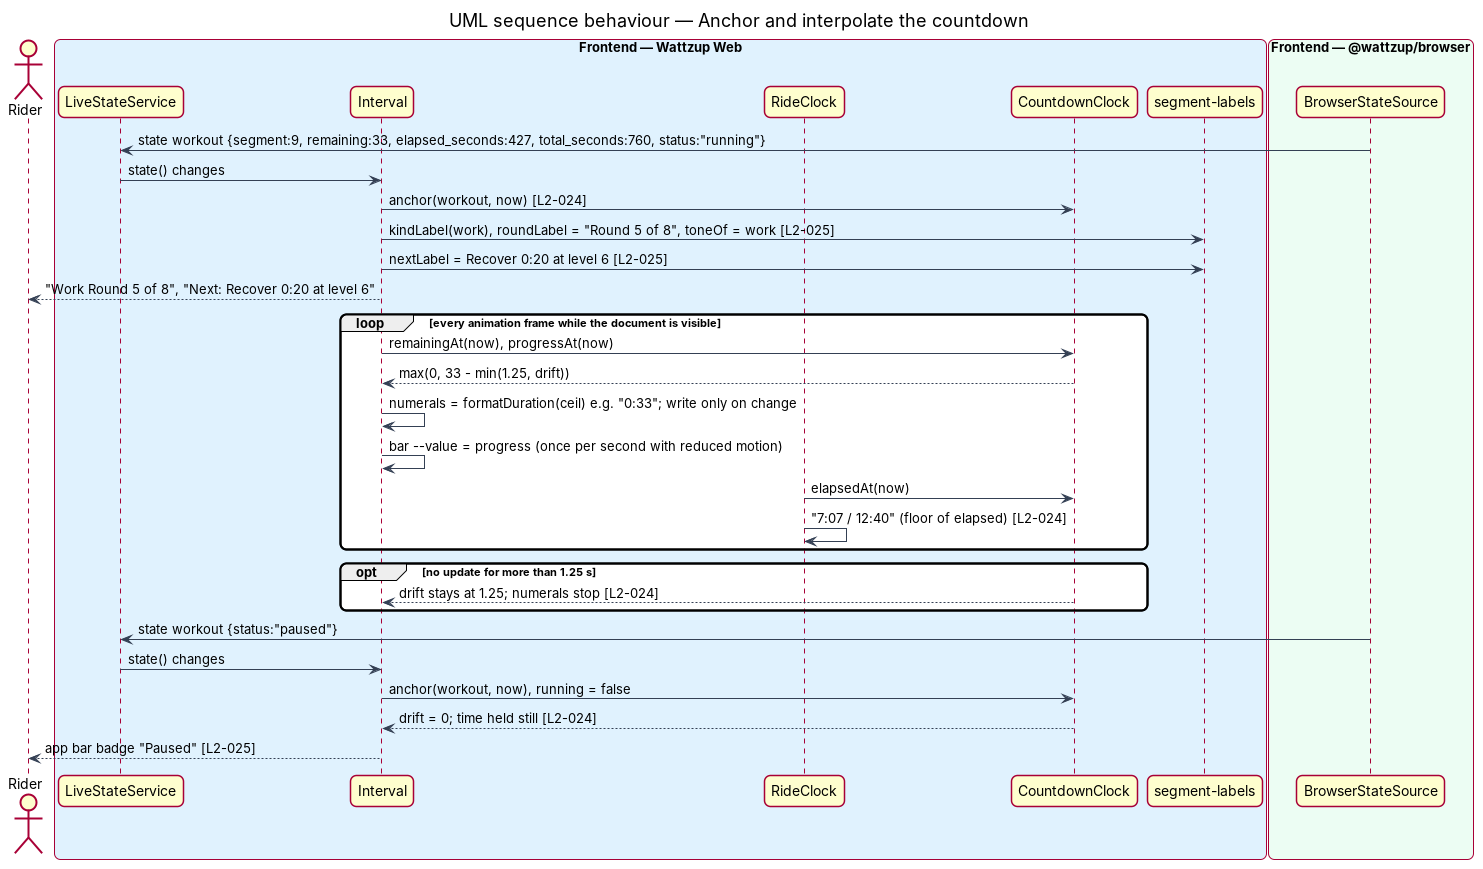 UML sequence behaviour — Anchor and interpolate the countdown
Frontend — Wattzup Web
Frontend — @wattzup/browser
Rider
LiveStateService
Interval
RideClock
CountdownClock
segment-labels
BrowserStateSource
state workout {segment:9, remaining:33, elapsed_seconds:427, total_seconds:760, status:"running"}
state() changes
anchor(workout, now) [L2-024]
kindLabel(work), roundLabel = "Round 5 of 8", toneOf = work [L2-025]
nextLabel = Recover 0:20 at level 6 [L2-025]
"Work Round 5 of 8", "Next: Recover 0:20 at level 6"
loop
[every animation frame while the document is visible]
remainingAt(now), progressAt(now)
max(0, 33 - min(1.25, drift))
numerals = formatDuration(ceil) e.g. "0:33"; write only on change
bar --value = progress (once per second with reduced motion)
elapsedAt(now)
"7:07 / 12:40" (floor of elapsed) [L2-024]
opt
[no update for more than 1.25 s]
drift stays at 1.25; numerals stop [L2-024]
state workout {status:"paused"}
state() changes
anchor(workout, now), running = false
drift = 0; time held still [L2-024]
app bar badge "Paused" [L2-025]
Rider
LiveStateService
Interval
RideClock
CountdownClock
segment-labels
BrowserStateSource